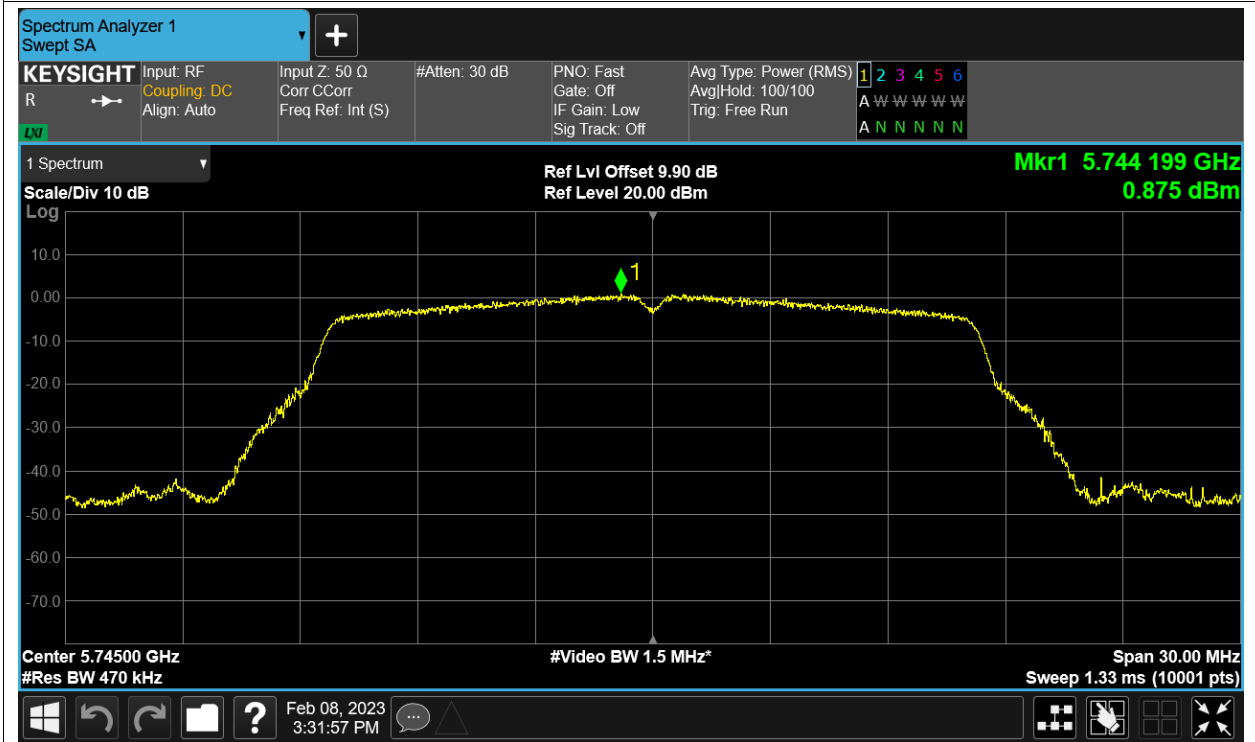 Spectrum Analyzer 1
Swept SA
+
KEYSIGHT
R
LXI
Input: RF
Coupling: DC
Align: Auto
Input Z: 50 Ω
Corr CCorr
Freq Ref: Int (S)
#Atten: 30 dB
PNO: Fast
Gate: Off
IF Gain: Low
Sig Track: Off
Avg Type: Power (RMS)
Avg|Hold: 100/100
Trig: Free Run
1 2 3 4 5 6
A W W W W W
A N N N N N
1 Spectrum
Scale/Div 10 dB
Log
Ref Lvl Offset 9.90 dB
Ref Level 20.00 dBm
Mkr1 5.744 199 GHz
0.875 dBm
1
10.0
0.00
-10.0
-20.0
-30.0
-40.0
-50.0
-60.0
-70.0
Center 5.74500 GHz
#Res BW 470 kHz
#Video BW 1.5 MHz*
Span 30.00 MHz
Sweep 1.33 ms (10001 pts)
?
Feb 08, 2023
3:31:57 PM